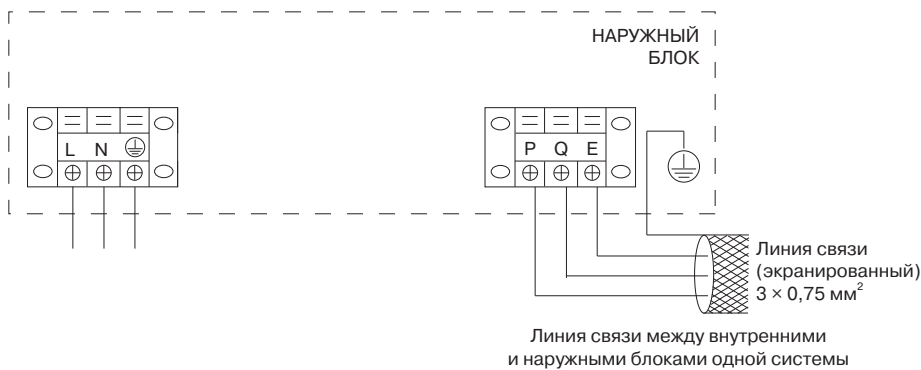 НАРУЖНЫЙ
БЛОК
L N
P Q E
Линия связи
(экранированный)
3 × 0,75 мм²
Линия связи между внутренними
и наружными блоками одной системы